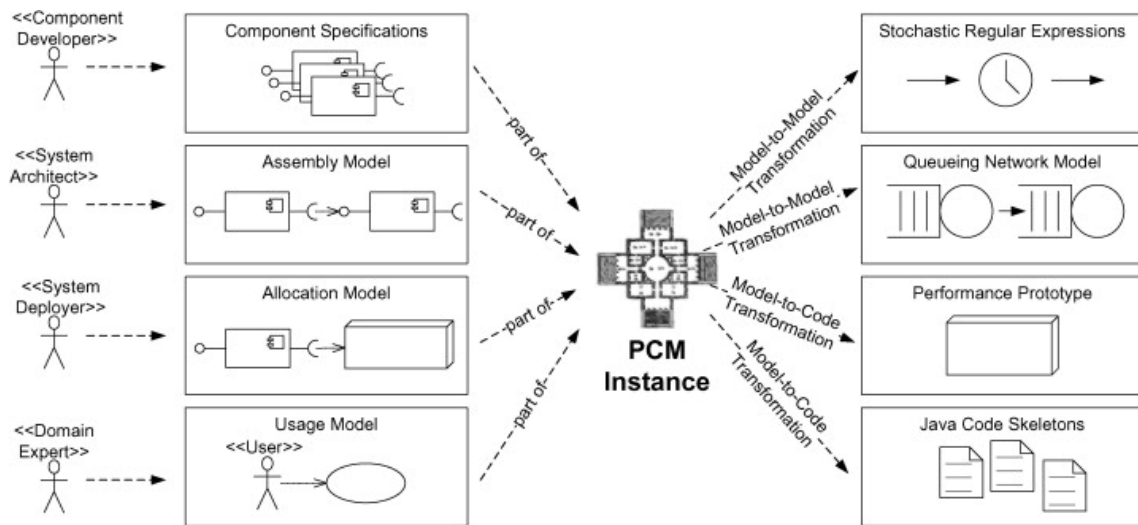 <<Component
Developer>>
Component Specifications
part of
Model-to-Model
Transformation
Stochastic Regular Expressions
<<System
Architect>>
Assembly Model
part of
Model-to-Model
Transformation
Queueing Network Model
PCM
Instance
<<System
Deployer>>
Allocation Model
part of
Model-to-Code
Transformation
Performance Prototype
<<Domain
Expert>>
Usage Model
<<User>>
part of
Model-to-Code
Transformation
Java Code Skeletons